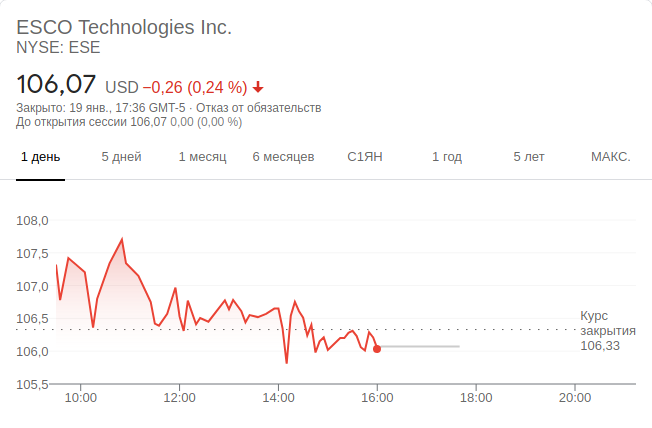 ESCO Technologies Inc.
NYSE: ESE
106,07 USD −0,26 (0,24 %)
Закрыто: 19 янв., 17:36 GMT-5 · Отказ от обязательств
До открытия сессии 106,07 0,00 (0,00 %)
1 день 5 дней 1 месяц 6 месяцев С1ЯН 1 год 5 лет МАКС.
108,0
107,5
107,0
106,5
Курс
закрытия
106,33
106,0
105,5
10:00 12:00 14:00 16:00 18:00 20:00